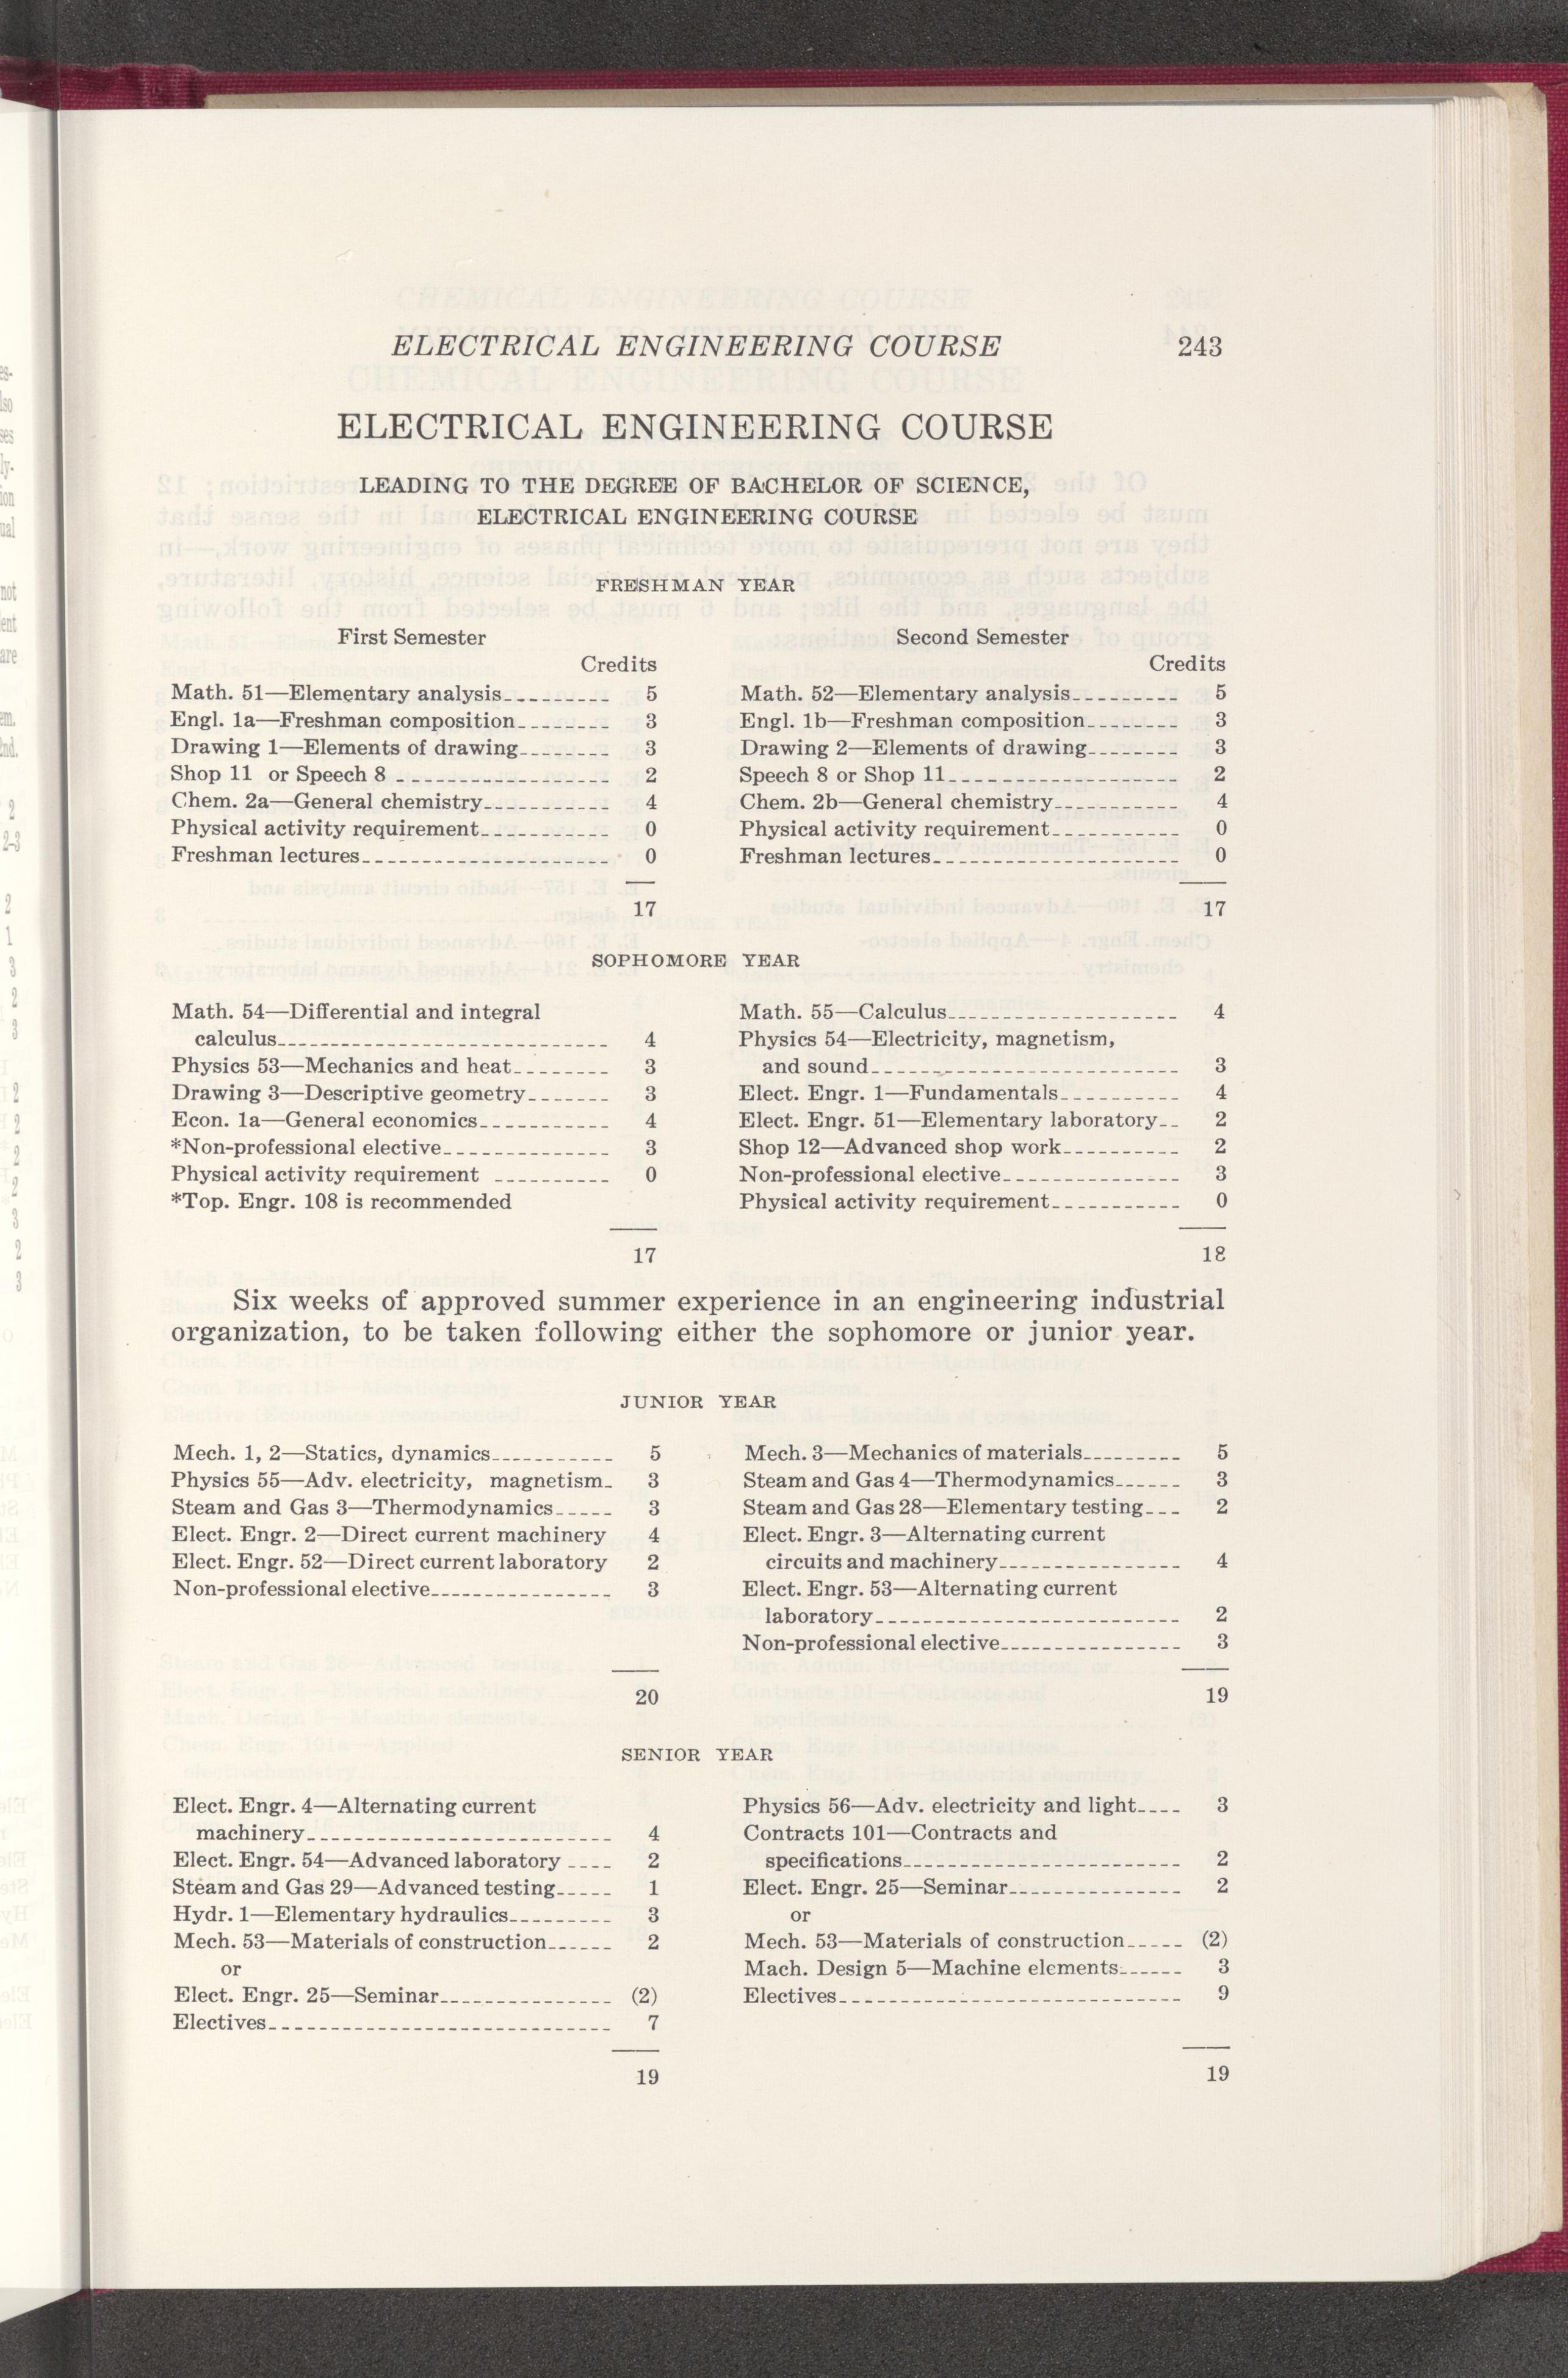 ELECTRICAL ENGINEERING COURSE 243
ELECTRICAL ENGINEERING COURSE
LEADING TO THE DEGREE OF BACHELOR OF SCIENCE,
ELECTRICAL ENGINEERING COURSE
FRESHMAN YEAR
First Semester
Credits
Math. 51—Elementary analysis 5
Engl. 1a—Freshman composition 3
Drawing 1—Elements of drawing 3
Shop 11 or Speech 8 2
Chem. 2a—General chemistry 4
Physical activity requirement 0
Freshman lectures 0
17
Second Semester
Credits
Math. 52—Elementary analysis 5
Engl. 1b—Freshman composition 3
Drawing 2—Elements of drawing 3
Speech 8 or Shop 11 2
Chem. 2b—General chemistry 4
Physical activity requirement 0
Freshman lectures 0
17
SOPHOMORE YEAR
Math. 54—Differential and integral
calculus 4
Physics 53—Mechanics and heat 3
Drawing 3—Descriptive geometry 3
Econ. 1a—General economics 4
*Non-professional elective 3
Physical activity requirement 0
*Top. Engr. 108 is recommended
17
Math. 55—Calculus 4
Physics 54—Electricity, magnetism,
and sound 3
Elect. Engr. 1—Fundamentals 4
Elect. Engr. 51—Elementary laboratory 2
Shop 12—Advanced shop work 2
Non-professional elective 3
Physical activity requirement 0
18
Six weeks of approved summer experience in an engineering industrial
organization, to be taken following either the sophomore or junior year.
JUNIOR YEAR
Mech. 1, 2—Statics, dynamics 5
Physics 55—Adv. electricity, magnetism 3
Steam and Gas 3—Thermodynamics 3
Elect. Engr. 2—Direct current machinery 4
Elect. Engr. 52—Direct current laboratory 2
Non-professional elective 3
20
Mech. 3—Mechanics of materials 5
Steam and Gas 4—Thermodynamics 3
Steam and Gas 28—Elementary testing 2
Elect. Engr. 3—Alternating current
circuits and machinery 4
Elect. Engr. 53—Alternating current
laboratory 2
Non-professional elective 3
19
SENIOR YEAR
Elect. Engr. 4—Alternating current
machinery 4
Elect. Engr. 54—Advanced laboratory 2
Steam and Gas 29—Advanced testing 1
Hydr. 1—Elementary hydraulics 3
Mech. 53—Materials of construction 2
or
Elect. Engr. 25—Seminar (2)
Electives 7
19
Physics 56—Adv. electricity and light 3
Contracts 101—Contracts and
specifications 2
Elect. Engr. 25—Seminar 2
or
Mech. 53—Materials of construction (2)
Mach. Design 5—Machine elements 3
Electives 9
19